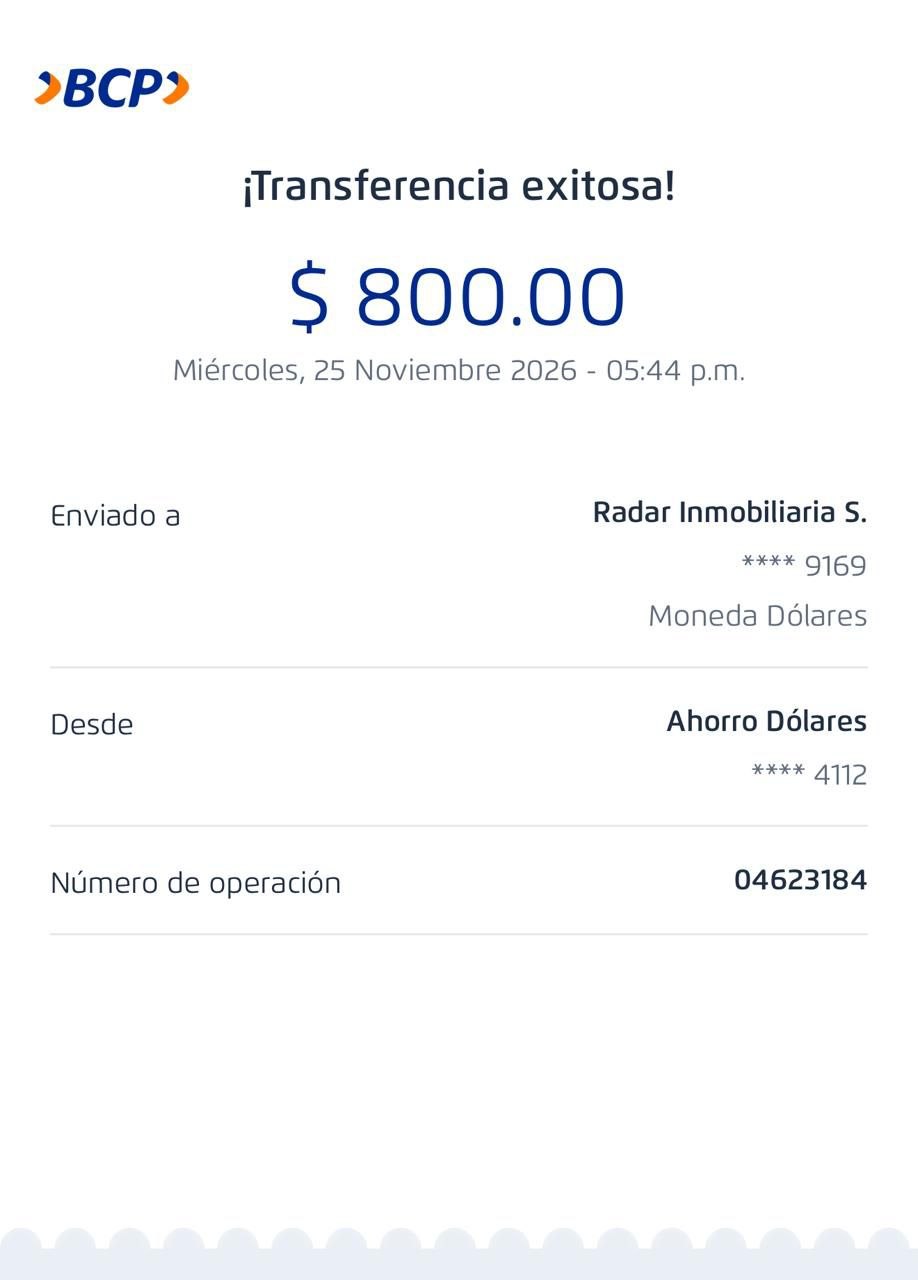 BCP
¡Transferencia exitosa!
$ 800.00
Miércoles, 25 Noviembre 2026 - 05:44 p.m.
Enviado a
Radar Inmobiliaria S.
**** 9169
Moneda Dólares
Desde
Ahorro Dólares
**** 4112
Número de operación
04623184